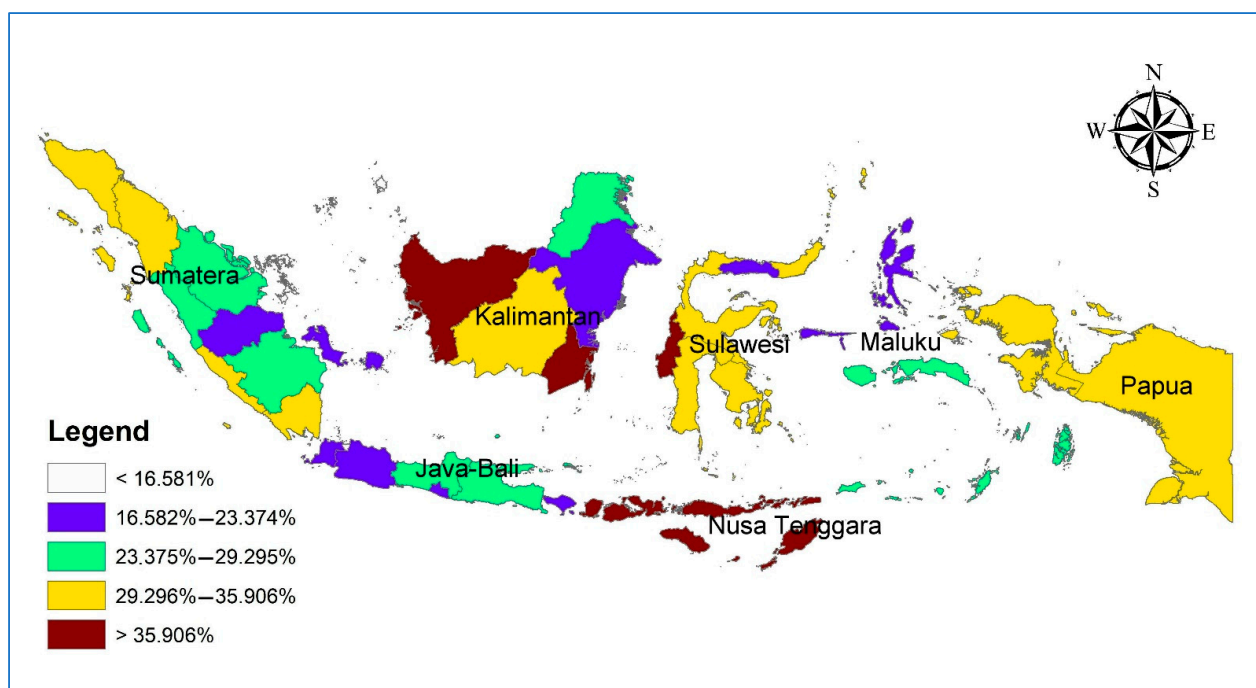 N
W E
S
Sumatera
Kalimantan
Sulawesi
Maluku
Papua
Java-Bali
Nusa Tenggara
Legend
< 16.581%
16.582%—23.374%
23.375%—29.295%
29.296%—35.906%
> 35.906%